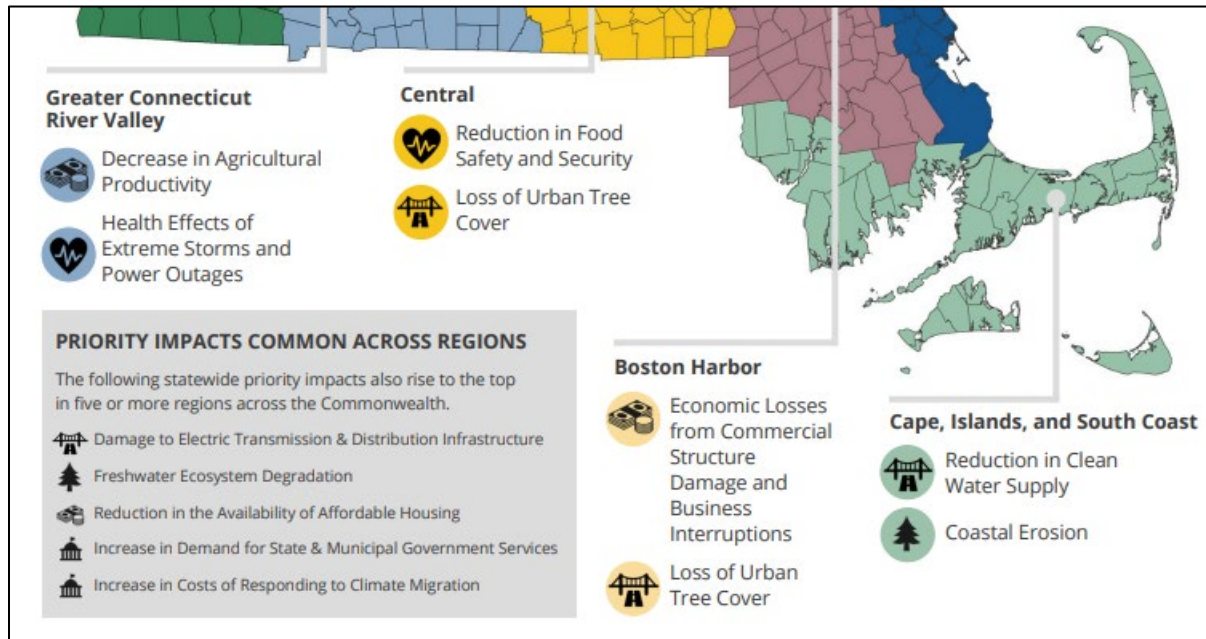 Greater Connecticut
River Valley
Decrease in Agricultural
Productivity
Health Effects of
Extreme Storms and
Power Outages
Central
Reduction in Food
Safety and Security
Loss of Urban Tree
Cover
PRIORITY IMPACTS COMMON ACROSS REGIONS
The following statewide priority impacts also rise to the top
in five or more regions across the Commonwealth.
Damage to Electric Transmission & Distribution Infrastructure
Freshwater Ecosystem Degradation
Reduction in the Availability of Affordable Housing
Increase in Demand for State & Municipal Government Services
Increase in Costs of Responding to Climate Migration
Boston Harbor
Economic Losses
from Commercial
Structure
Damage and
Business
Interruptions
Loss of Urban
Tree Cover
Cape, Islands, and South Coast
Reduction in Clean
Water Supply
Coastal Erosion